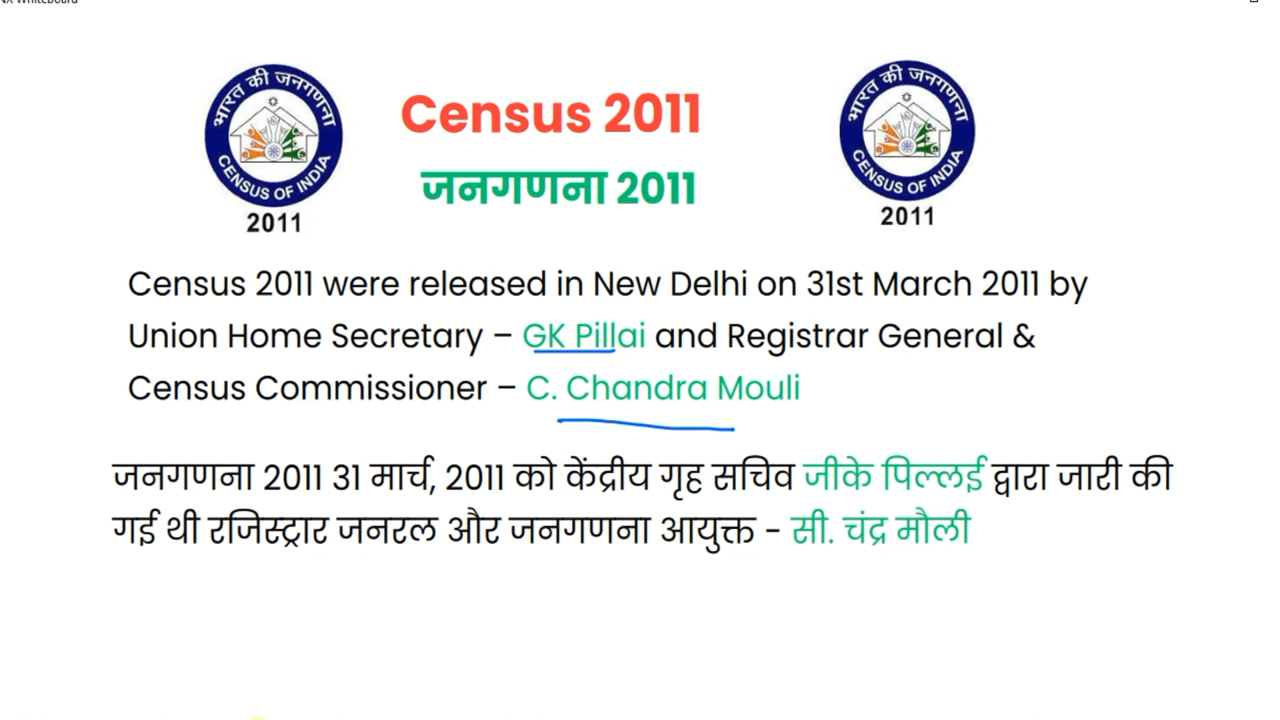 भारत की जनगणना
CENSUS OF INDIA
2011
Census 2011
जनगणना 2011
भारत की जनगणना
CENSUS OF INDIA
2011
Census 2011 were released in New Delhi on 31st March 2011 by
Union Home Secretary – GK Pillai and Registrar General &
Census Commissioner – C. Chandra Mouli
जनगणना 2011 31 मार्च, 2011 को केंद्रीय गृह सचिव जीके पिल्लई द्वारा जारी की
गई थी रजिस्ट्रार जनरल और जनगणना आयुक्त - सी. चंद्र मौली